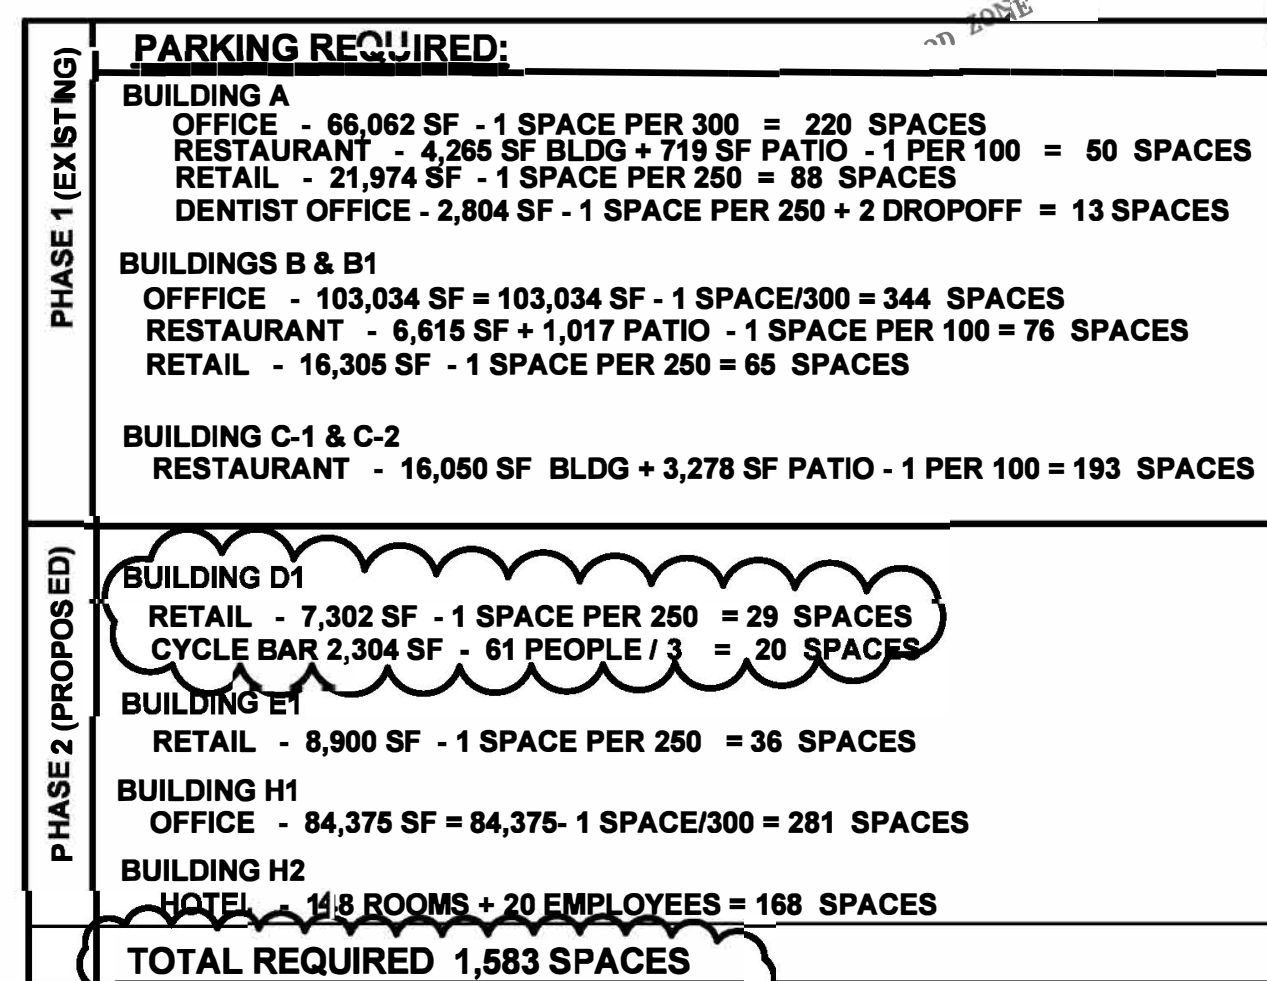 OD ZONE
PARKING REQUIRED:
PHASE 1 (EXISTING)
BUILDING A
OFFICE - 66,062 SF - 1 SPACE PER 300 = 220 SPACES
RESTAURANT - 4,265 SF BLDG + 719 SF PATIO - 1 PER 100 = 50 SPACES
RETAIL - 21,974 SF - 1 SPACE PER 250 = 88 SPACES
DENTIST OFFICE - 2,804 SF - 1 SPACE PER 250 + 2 DROPOFF = 13 SPACES
BUILDINGS B & B1
OFFFICE - 103,034 SF = 103,034 SF - 1 SPACE/300 = 344 SPACES
RESTAURANT - 6,615 SF + 1,017 PATIO - 1 SPACE PER 100 = 76 SPACES
RETAIL - 16,305 SF - 1 SPACE PER 250 = 65 SPACES
BUILDING C-1 & C-2
RESTAURANT - 16,050 SF BLDG + 3,278 SF PATIO - 1 PER 100 = 193 SPACES
PHASE 2 (PROPOSED)
BUILDING D1
RETAIL - 7,302 SF - 1 SPACE PER 250 = 29 SPACES
CYCLE BAR 2,304 SF - 61 PEOPLE / 3 = 20 SPACES
BUILDING E1
RETAIL - 8,900 SF - 1 SPACE PER 250 = 36 SPACES
BUILDING H1
OFFICE - 84,375 SF = 84,375- 1 SPACE/300 = 281 SPACES
BUILDING H2
HOTEL - 148 ROOMS + 20 EMPLOYEES = 168 SPACES
TOTAL REQUIRED 1,583 SPACES